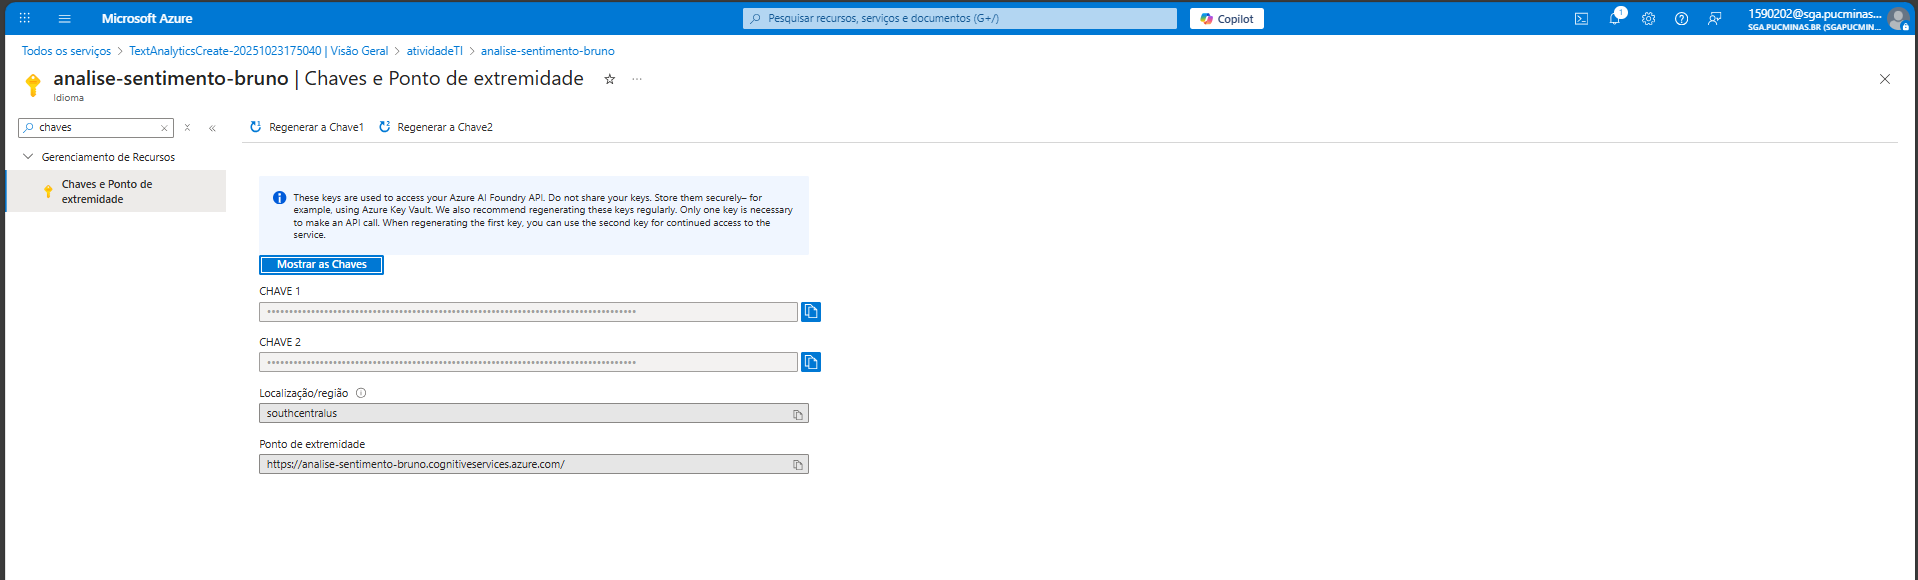 Microsoft Azure
Pesquisar recursos, serviços e documentos (G+/)
Copilot
1
1590202@sga.pucminas...
SGA.PUCMINAS.BR (SGAPUCMIN...
Todos os serviços > TextAnalyticsCreate-20251023175040 | Visão Geral > atividadeTI > analise-sentimento-bruno
analise-sentimento-bruno | Chaves e Ponto de extremidade
Idioma
chaves
Regenerar a Chave1
Regenerar a Chave2
Gerenciamento de Recursos
Chaves e Ponto de
extremidade
These keys are used to access your Azure AI Foundry API. Do not share your keys. Store them securely– for
example, using Azure Key Vault. We also recommend regenerating these keys regularly. Only one key is necessary
to make an API call. When regenerating the first key, you can use the second key for continued access to the
service.
Mostrar as Chaves
CHAVE 1
CHAVE 2
Localização/região
southcentralus
Ponto de extremidade
https://analise-sentimento-bruno.cognitiveservices.azure.com/